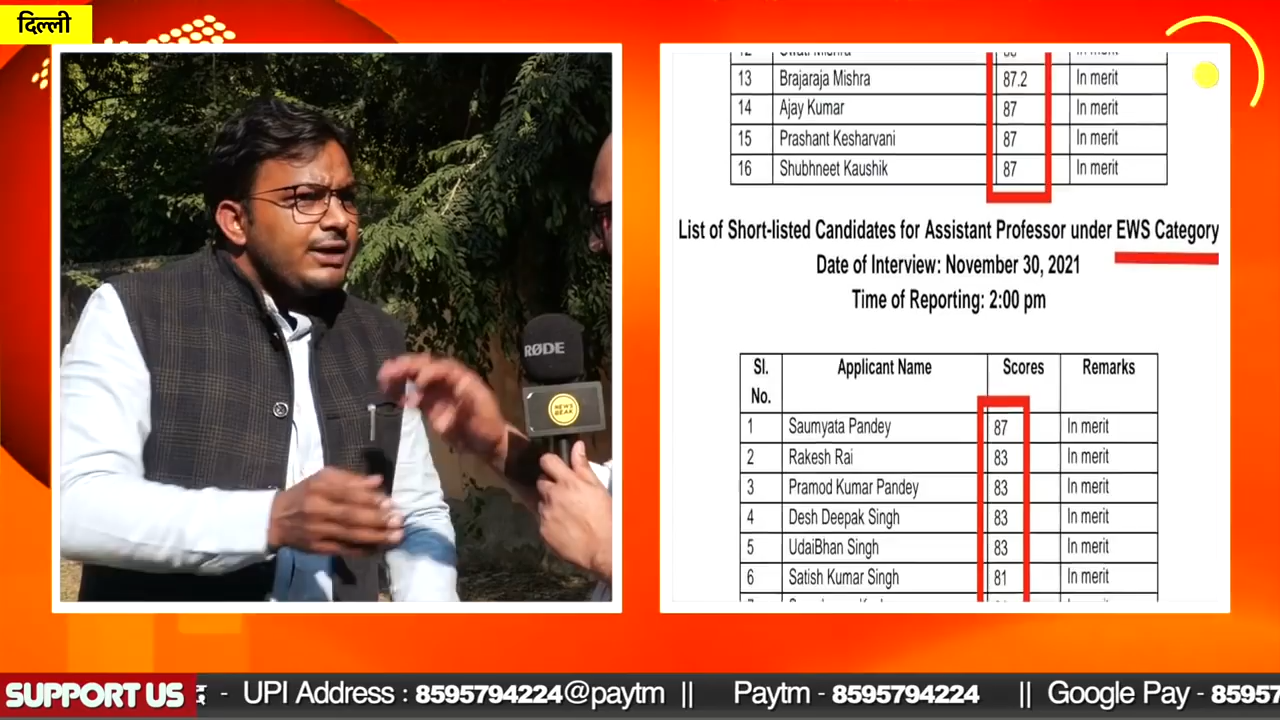 दिल्ली
RØDE
NEWS
BEAK
13 Brajaraja Mishra 87.2 In merit
14 Ajay Kumar 87 In merit
15 Prashant Kesharvani 87 In merit
16 Shubhneet Kaushik 87 In merit
List of Short-listed Candidates for Assistant Professor under EWS Category
Date of Interview: November 30, 2021
Time of Reporting: 2:00 pm
Sl. No. Applicant Name Scores Remarks
1 Saumyata Pandey 87 In merit
2 Rakesh Rai 83 In merit
3 Pramod Kumar Pandey 83 In merit
4 Desh Deepak Singh 83 In merit
5 UdaiBhan Singh 83 In merit
6 Satish Kumar Singh 81 In merit
SUPPORT US - UPI Address : 8595794224@paytm || Paytm - 8595794224 || Google Pay - 85957